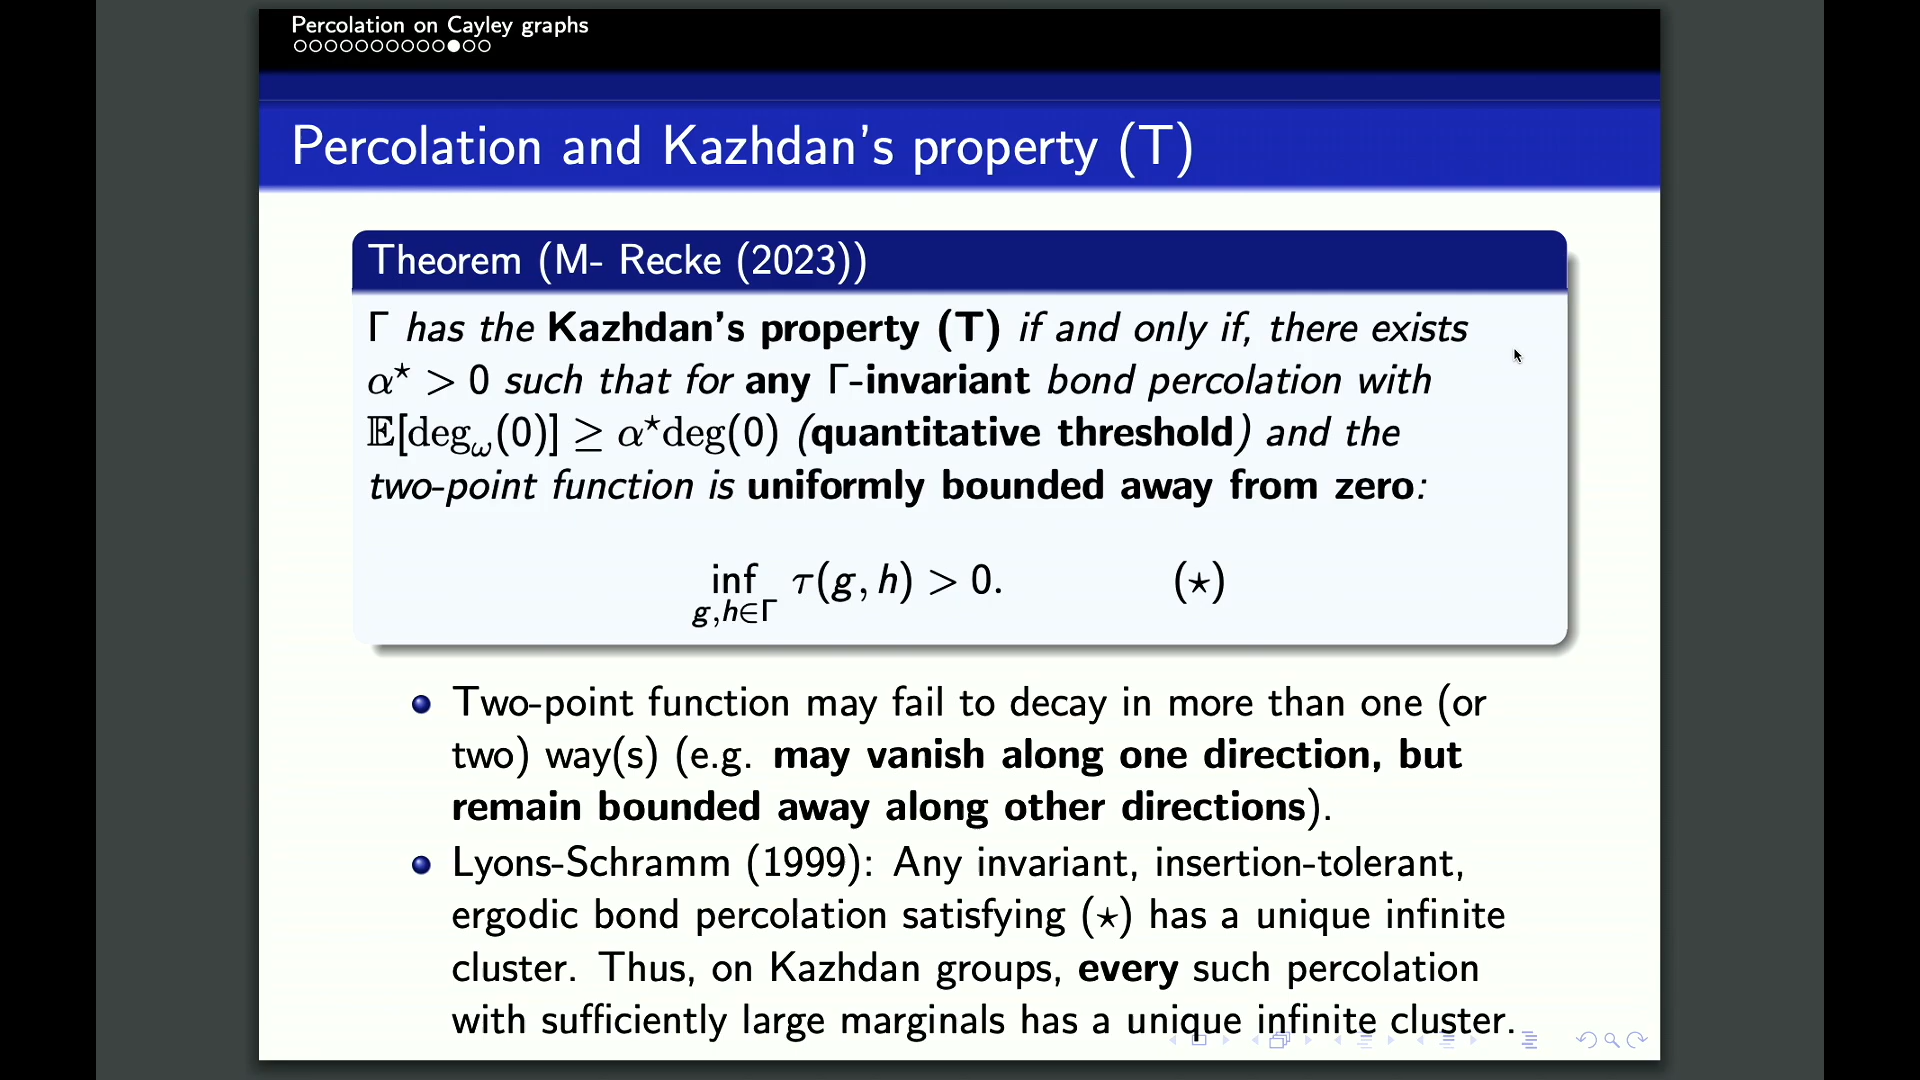 Percolation on Cayley graphs
Percolation and Kazhdan's property (T)
Theorem (M- Recke (2023))
Γ has the Kazhdan's property (T) if and only if, there exists
α⋆ > 0 such that for any Γ-invariant bond percolation with
𝔼[deg_ω(0)] ≥ α⋆deg(0) (quantitative threshold) and the
two-point function is uniformly bounded away from zero:
inf_{g,h∈Γ} τ(g, h) > 0. (⋆)
Two-point function may fail to decay in more than one (or
two) way(s) (e.g. may vanish along one direction, but
remain bounded away along other directions).
Lyons-Schramm (1999): Any invariant, insertion-tolerant,
ergodic bond percolation satisfying (⋆) has a unique infinite
cluster. Thus, on Kazhdan groups, every such percolation
with sufficiently large marginals has a unique infinite cluster.